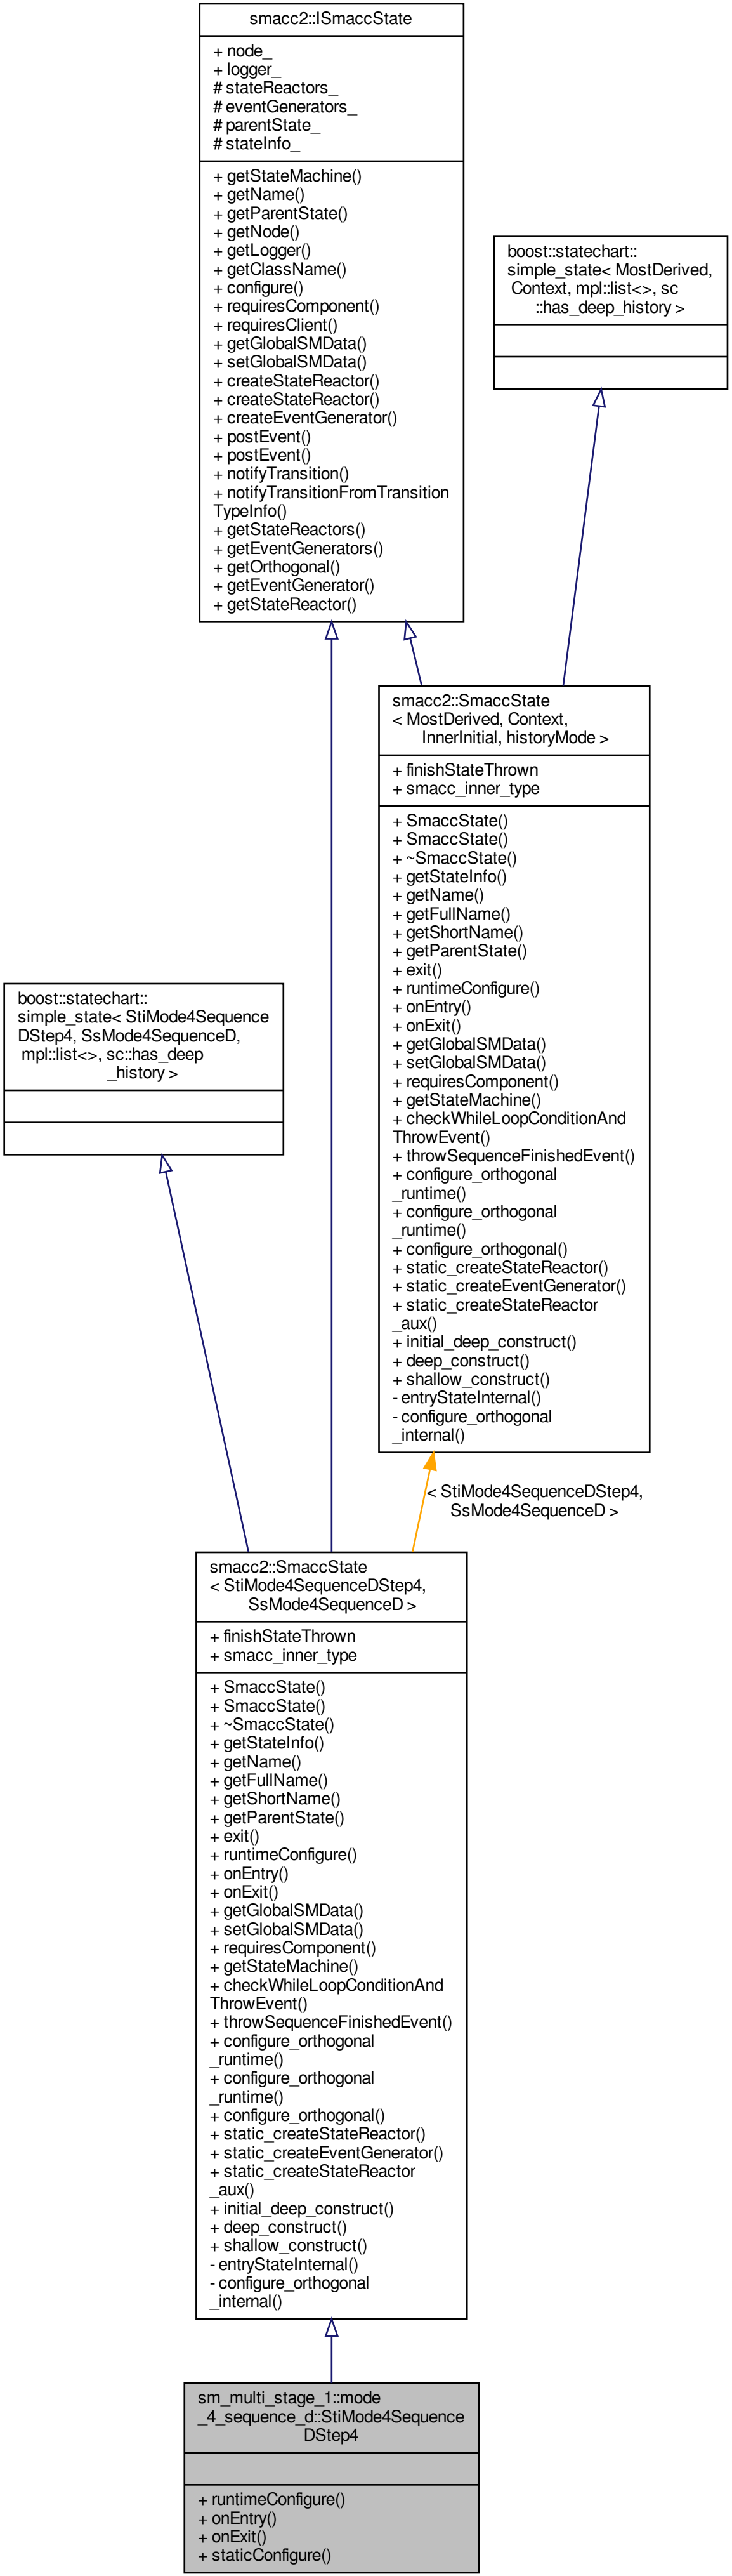 smacc2::ISmaccState
+ node_
+ logger_
# stateReactors_
# eventGenerators_
# parentState_
# stateInfo_
+ getStateMachine()
+ getName()
+ getParentState()
+ getNode()
+ getLogger()
+ getClassName()
+ configure()
+ requiresComponent()
+ requiresClient()
+ getGlobalSMData()
+ setGlobalSMData()
+ createStateReactor()
+ createStateReactor()
+ createEventGenerator()
+ postEvent()
+ postEvent()
+ notifyTransition()
+ notifyTransitionFromTransition
TypeInfo()
+ getStateReactors()
+ getEventGenerators()
+ getOrthogonal()
+ getEventGenerator()
+ getStateReactor()
boost::statechart::
simple_state< MostDerived,
Context, mpl::list<>, sc
::has_deep_history >
smacc2::SmaccState
< MostDerived, Context,
InnerInitial, historyMode >
+ finishStateThrown
+ smacc_inner_type
+ SmaccState()
+ SmaccState()
+ ~SmaccState()
+ getStateInfo()
+ getName()
+ getFullName()
+ getShortName()
+ getParentState()
+ exit()
+ runtimeConfigure()
+ onEntry()
+ onExit()
+ getGlobalSMData()
+ setGlobalSMData()
+ requiresComponent()
+ getStateMachine()
+ checkWhileLoopConditionAnd
ThrowEvent()
+ throwSequenceFinishedEvent()
+ configure_orthogonal
_runtime()
+ configure_orthogonal
_runtime()
+ configure_orthogonal()
+ static_createStateReactor()
+ static_createEventGenerator()
+ static_createStateReactor
_aux()
+ initial_deep_construct()
+ deep_construct()
+ shallow_construct()
- entryStateInternal()
- configure_orthogonal
_internal()
boost::statechart::
simple_state< StiMode4Sequence
DStep4, SsMode4SequenceD,
mpl::list<>, sc::has_deep
_history >
< StiMode4SequenceDStep4,
SsMode4SequenceD >
smacc2::SmaccState
< StiMode4SequenceDStep4,
SsMode4SequenceD >
+ finishStateThrown
+ smacc_inner_type
+ SmaccState()
+ SmaccState()
+ ~SmaccState()
+ getStateInfo()
+ getName()
+ getFullName()
+ getShortName()
+ getParentState()
+ exit()
+ runtimeConfigure()
+ onEntry()
+ onExit()
+ getGlobalSMData()
+ setGlobalSMData()
+ requiresComponent()
+ getStateMachine()
+ checkWhileLoopConditionAnd
ThrowEvent()
+ throwSequenceFinishedEvent()
+ configure_orthogonal
_runtime()
+ configure_orthogonal
_runtime()
+ configure_orthogonal()
+ static_createStateReactor()
+ static_createEventGenerator()
+ static_createStateReactor
_aux()
+ initial_deep_construct()
+ deep_construct()
+ shallow_construct()
- entryStateInternal()
- configure_orthogonal
_internal()
sm_multi_stage_1::mode
_4_sequence_d::StiMode4Sequence
DStep4
+ runtimeConfigure()
+ onEntry()
+ onExit()
+ staticConfigure()